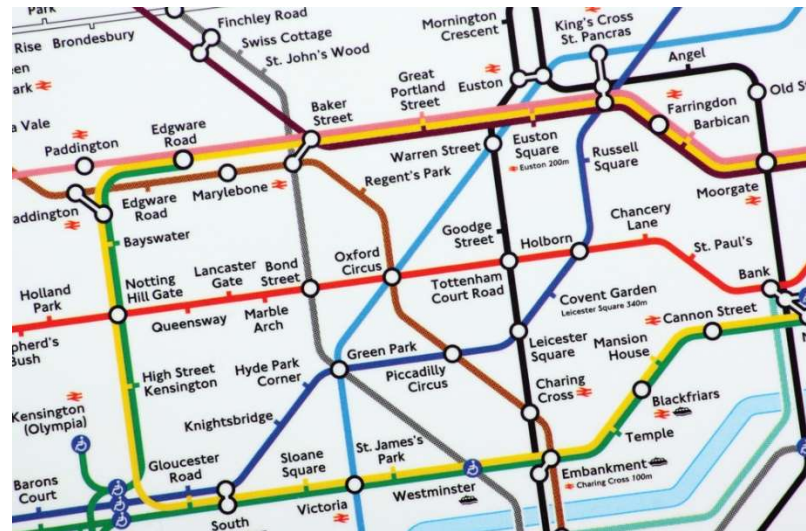 Park
Brondesbury
Rise
een
ark
Finchley Road
Swiss Cottage
St. John's Wood
Mornington
Crescent
King's Cross
St. Pancras
Euston
Angel
Old St
a Vale
Paddington
Edgware
Road
Baker
Street
Great
Portland
Street
Warren Street
Euston
Square
Euston 200m
Russell
Square
Farringdon
Barbican
Moorgate
addington
Edgware
Road
Marylebone
Regent's Park
Bayswater
Goodge
Street
Holborn
Chancery
Lane
St. Paul's
Bank
Holland
Park
Notting
Hill Gate
Lancaster
Gate
Bond
Street
Oxford
Circus
Tottenham
Court Road
Covent Garden
Leicester Square 340m
Cannon Street
pherd's
Bush
Queensway
Marble
Arch
Green Park
Leicester
Square
Mansion
House
High Street
Kensington
Hyde Park
Corner
Piccadilly
Circus
Charing
Cross
Blackfriars
Kensington
(Olympia)
Knightsbridge
Temple
Barons
Court
Gloucester
Road
Sloane
Square
St. James's
Park
Embankment
Charing Cross 100m
South
Victoria
Westminster